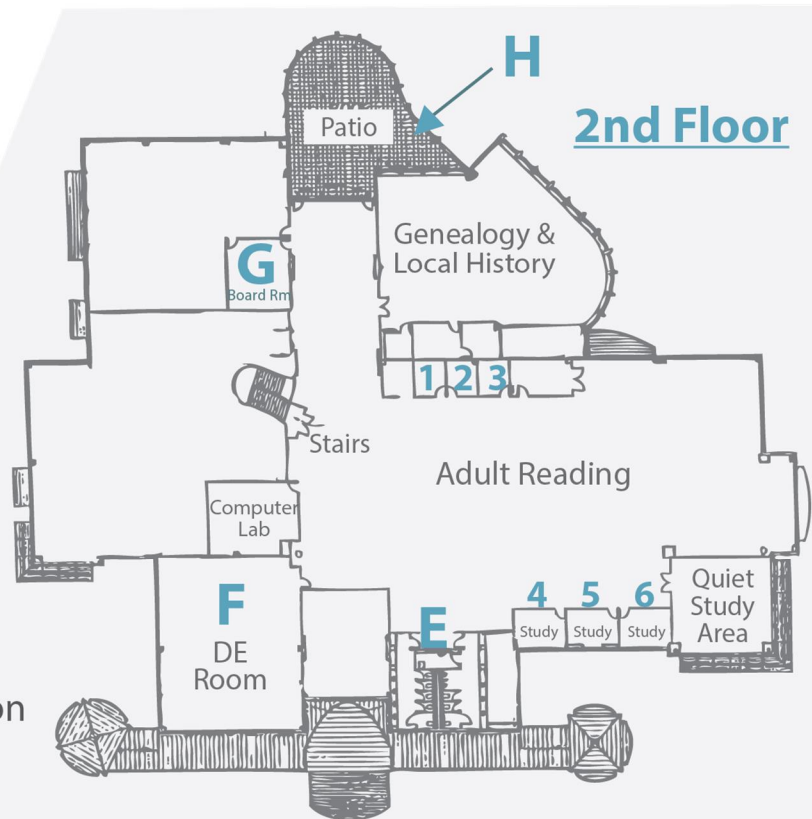 H
2nd Floor
Patio
Genealogy &
Local History
G
Board Rm
1 2 3
Stairs
Adult Reading
Computer
Lab
F
DE
Room
E
4 5 6
Study Study Study
Quiet
Study
Area
on